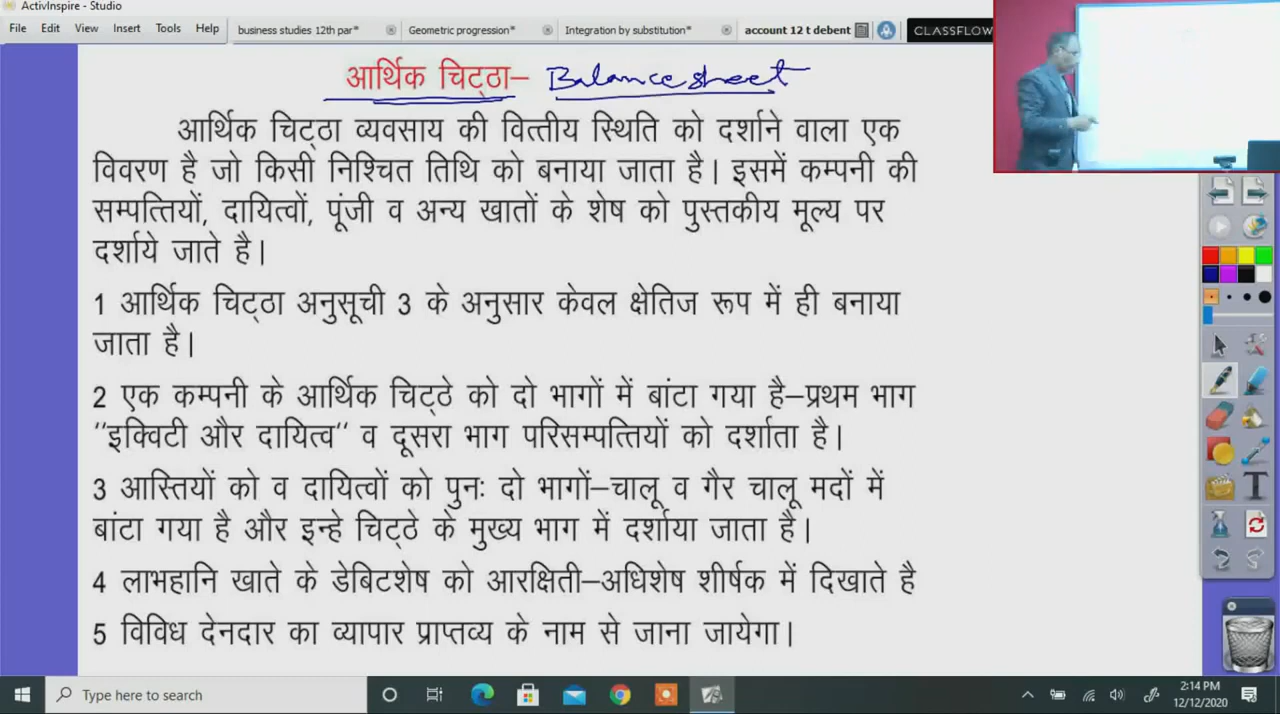 ActivInspire - Studio
File Edit View Insert Tools Help business studies 12th par* Geometric progression* Integration by substitution* account 12 t debent CLASSFLOW
आर्थिक चिट्ठा– Balance sheet
आर्थिक चिट्ठा व्यवसाय की वित्तीय स्थिति को दर्शाने वाला एक
विवरण है जो किसी निश्चित तिथि को बनाया जाता है। इसमें कम्पनी की
सम्पत्तियों, दायित्वों, पूंजी व अन्य खातों के शेष को पुस्तकीय मूल्य पर
दर्शाये जाते है।
1 आर्थिक चिट्ठा अनुसूची 3 के अनुसार केवल क्षेतिज रूप में ही बनाया
जाता है।
2 एक कम्पनी के आर्थिक चिट्ठे को दो भागों में बांटा गया है–प्रथम भाग
"इक्विटी और दायित्व" व दूसरा भाग परिसम्पत्तियों को दर्शाता है।
3 आस्तियों को व दायित्वों को पुनः दो भागों–चालू व गैर चालू मदों में
बांटा गया है और इन्हे चिट्ठे के मुख्य भाग में दर्शाया जाता है।
4 लाभहानि खाते के डेबिटशेष को आरक्षिती–अधिशेष शीर्षक में दिखाते है
5 विविध देनदार का व्यापार प्राप्तव्य के नाम से जाना जायेगा।
Type here to search
2:14 PM
12/12/2020